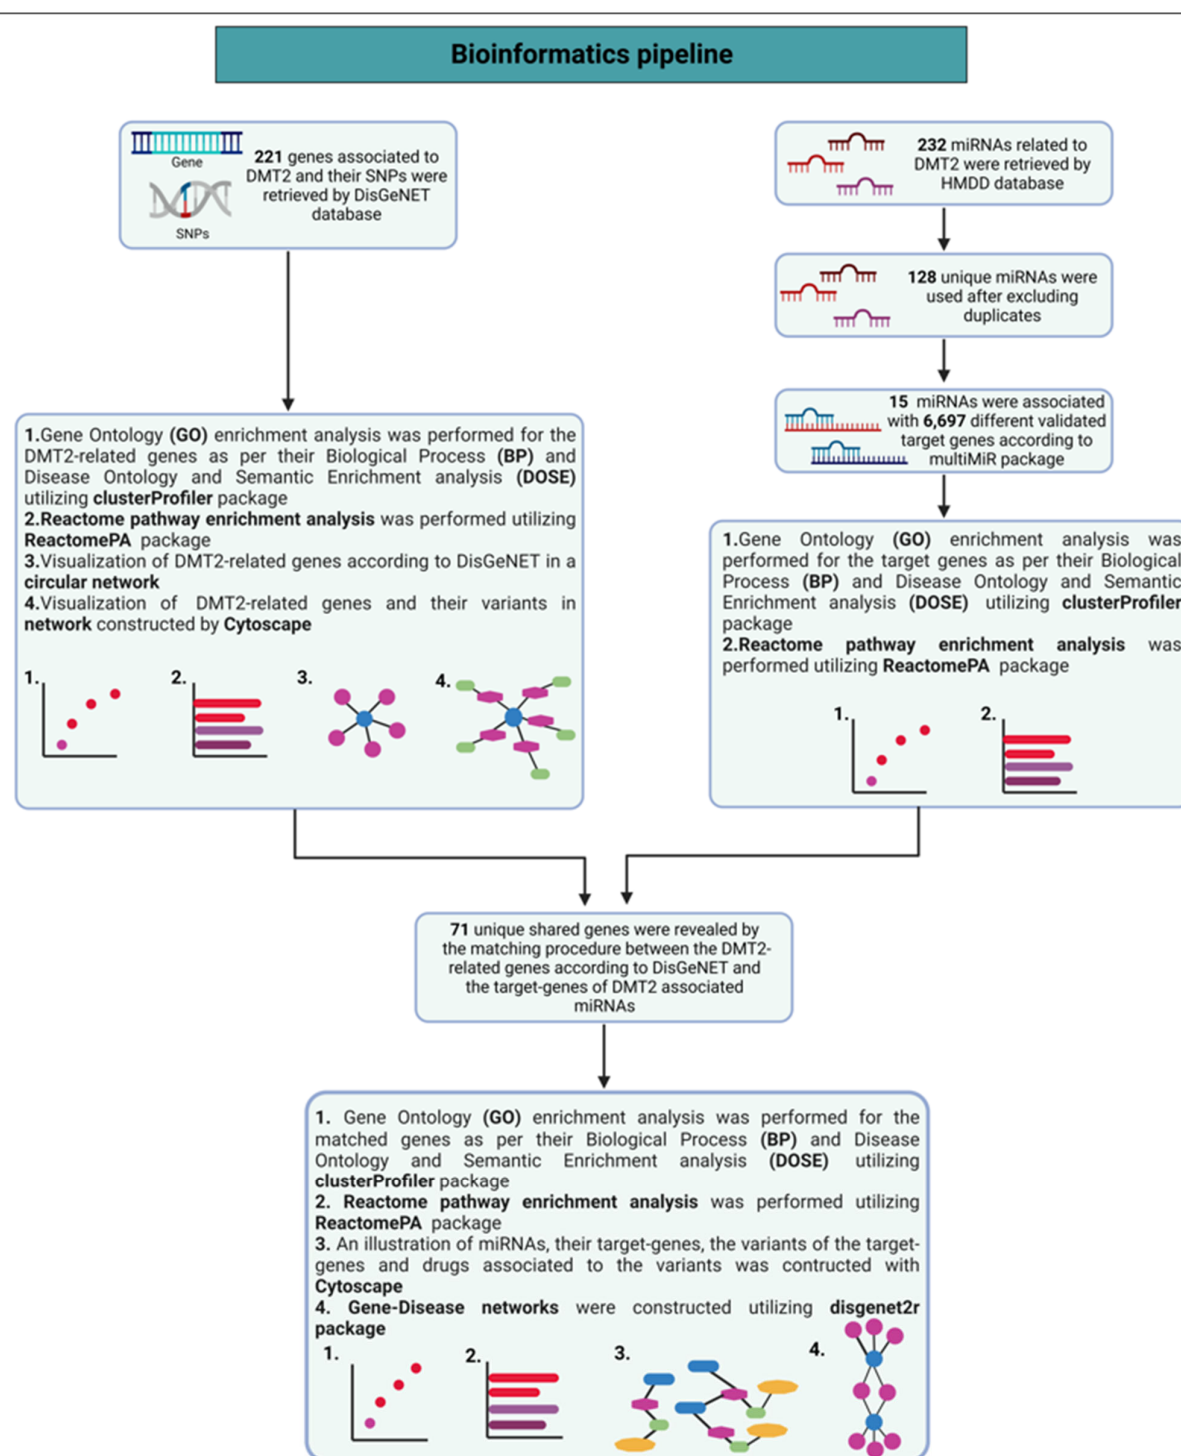 Bioinformatics pipeline
Gene
SNPs
221 genes associated to
DMT2 and their SNPs were
retrieved by DisGeNET
database
232 miRNAs related to
DMT2 were retrieved by
HMDD database
128 unique miRNAs were
used after excluding
duplicates
15 miRNAs were associated
with 6,697 different validated
target genes according to
multiMiR package
1.Gene Ontology (GO) enrichment analysis was performed for the
DMT2-related genes as per their Biological Process (BP) and
Disease Ontology and Semantic Enrichment analysis (DOSE)
utilizing clusterProfiler package
2.Reactome pathway enrichment analysis was performed utilizing
ReactomePA package
3.Visualization of DMT2-related genes according to DisGeNET in a
circular network
4.Visualization of DMT2-related genes and their variants in
network constructed by Cytoscape
1.
2.
3.
4.
1.Gene Ontology (GO) enrichment analysis was
performed for the target genes as per their Biological
Process (BP) and Disease Ontology and Semantic
Enrichment analysis (DOSE) utilizing clusterProfiler
package
2.Reactome pathway enrichment analysis was
performed utilizing ReactomePA package
1.
2.
71 unique shared genes were revealed by
the matching procedure between the DMT2-
related genes according to DisGeNET and
the target-genes of DMT2 associated
miRNAs
1. Gene Ontology (GO) enrichment analysis was performed for the
matched genes as per their Biological Process (BP) and Disease
Ontology and Semantic Enrichment analysis (DOSE) utilizing
clusterProfiler package
2. Reactome pathway enrichment analysis was performed utilizing
ReactomePA package
3. An illustration of miRNAs, their target-genes, the variants of the target-
genes and drugs associated to the variants was contructed with
Cytoscape
4. Gene-Disease networks were constructed utilizing disgenet2r
package
1.
2.
3.
4.